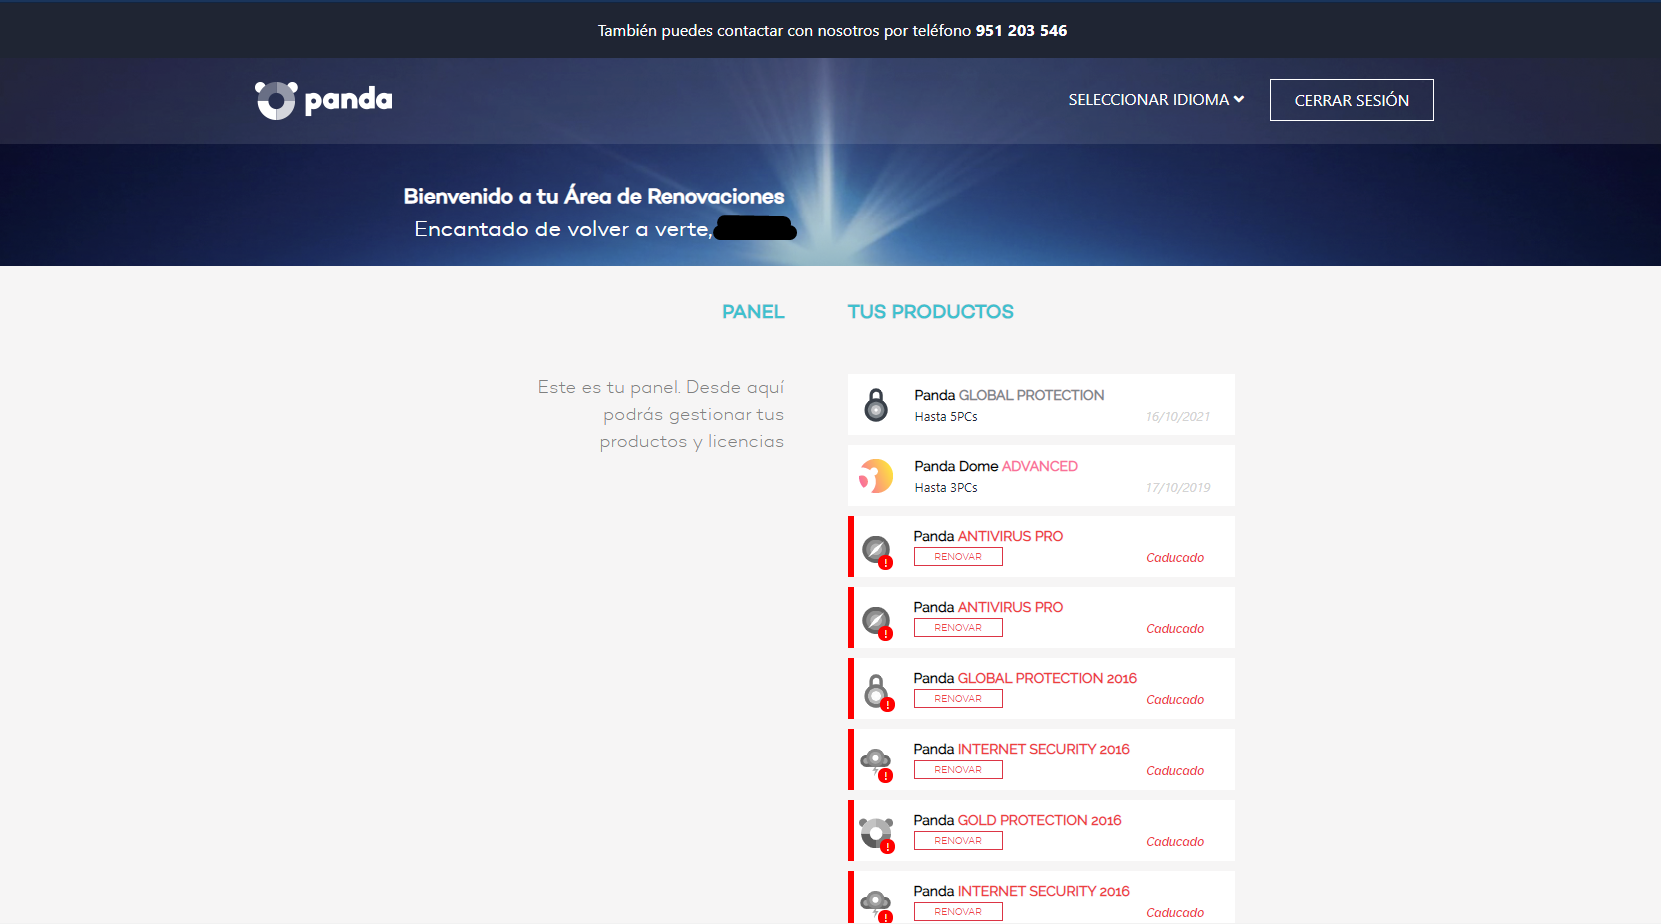 También puedes contactar con nosotros por teléfono 951 203 546
panda
SELECCIONAR IDIOMA
CERRAR SESIÓN
Bienvenido a tu Área de Renovaciones
Encantado de volver a verte,
PANEL
Este es tu panel. Desde aquí
podrás gestionar tus
productos y licencias
TUS PRODUCTOS
Panda GLOBAL PROTECTION
Hasta 5PCs
16/10/2021
Panda Dome ADVANCED
Hasta 3PCs
17/10/2019
Panda ANTIVIRUS PRO
RENOVAR
Caducado
Panda ANTIVIRUS PRO
RENOVAR
Caducado
Panda GLOBAL PROTECTION 2016
RENOVAR
Caducado
Panda INTERNET SECURITY 2016
RENOVAR
Caducado
Panda GOLD PROTECTION 2016
RENOVAR
Caducado
Panda INTERNET SECURITY 2016
RENOVAR
Caducado